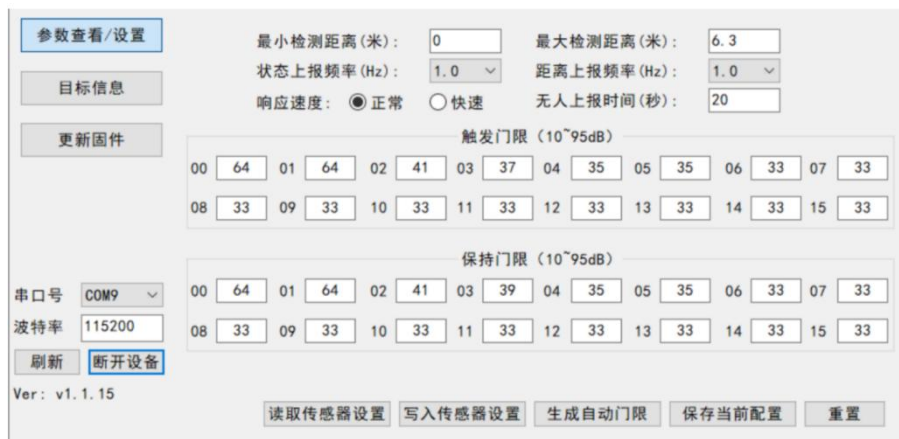 参数查看/设置
目标信息
更新固件
最小检测距离(米): 0 最大检测距离(米): 6.3
状态上报频率(Hz): 1.0 距离上报频率(Hz): 1.0
响应速度: 正常 快速 无人上报时间(秒): 20
触发门限 (10~95dB)
00 64 01 64 02 41 03 37 04 35 05 35 06 33 07 33
08 33 09 33 10 33 11 33 12 33 13 33 14 33 15 33
保持门限 (10~95dB)
00 64 01 64 02 41 03 39 04 35 05 35 06 33 07 33
08 33 09 33 10 33 11 33 12 33 13 33 14 33 15 33
串口号 COM9
波特率 115200
刷新 断开设备
Ver: v1.1.15
读取传感器设置 写入传感器设置 生成自动门限 保存当前配置 重置